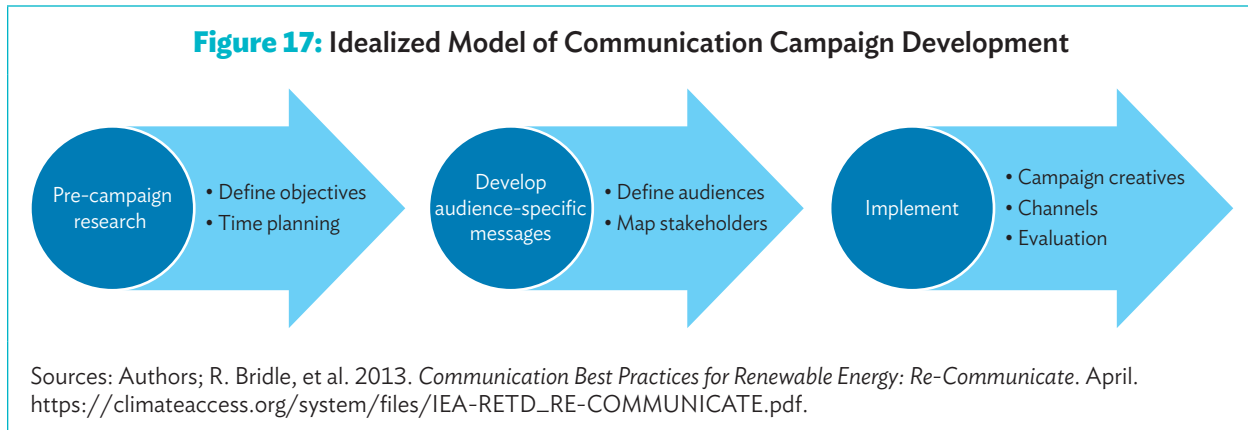 Figure 17: Idealized Model of Communication Campaign Development
Pre-campaign
research
• Define objectives
• Time planning
Develop
audience-specific
messages
• Define audiences
• Map stakeholders
Implement
• Campaign creatives
• Channels
• Evaluation
Sources: Authors; R. Bridle, et al. 2013. Communication Best Practices for Renewable Energy: Re-Communicate. April.
https://climateaccess.org/system/files/IEA-RETD_RE-COMMUNICATE.pdf.